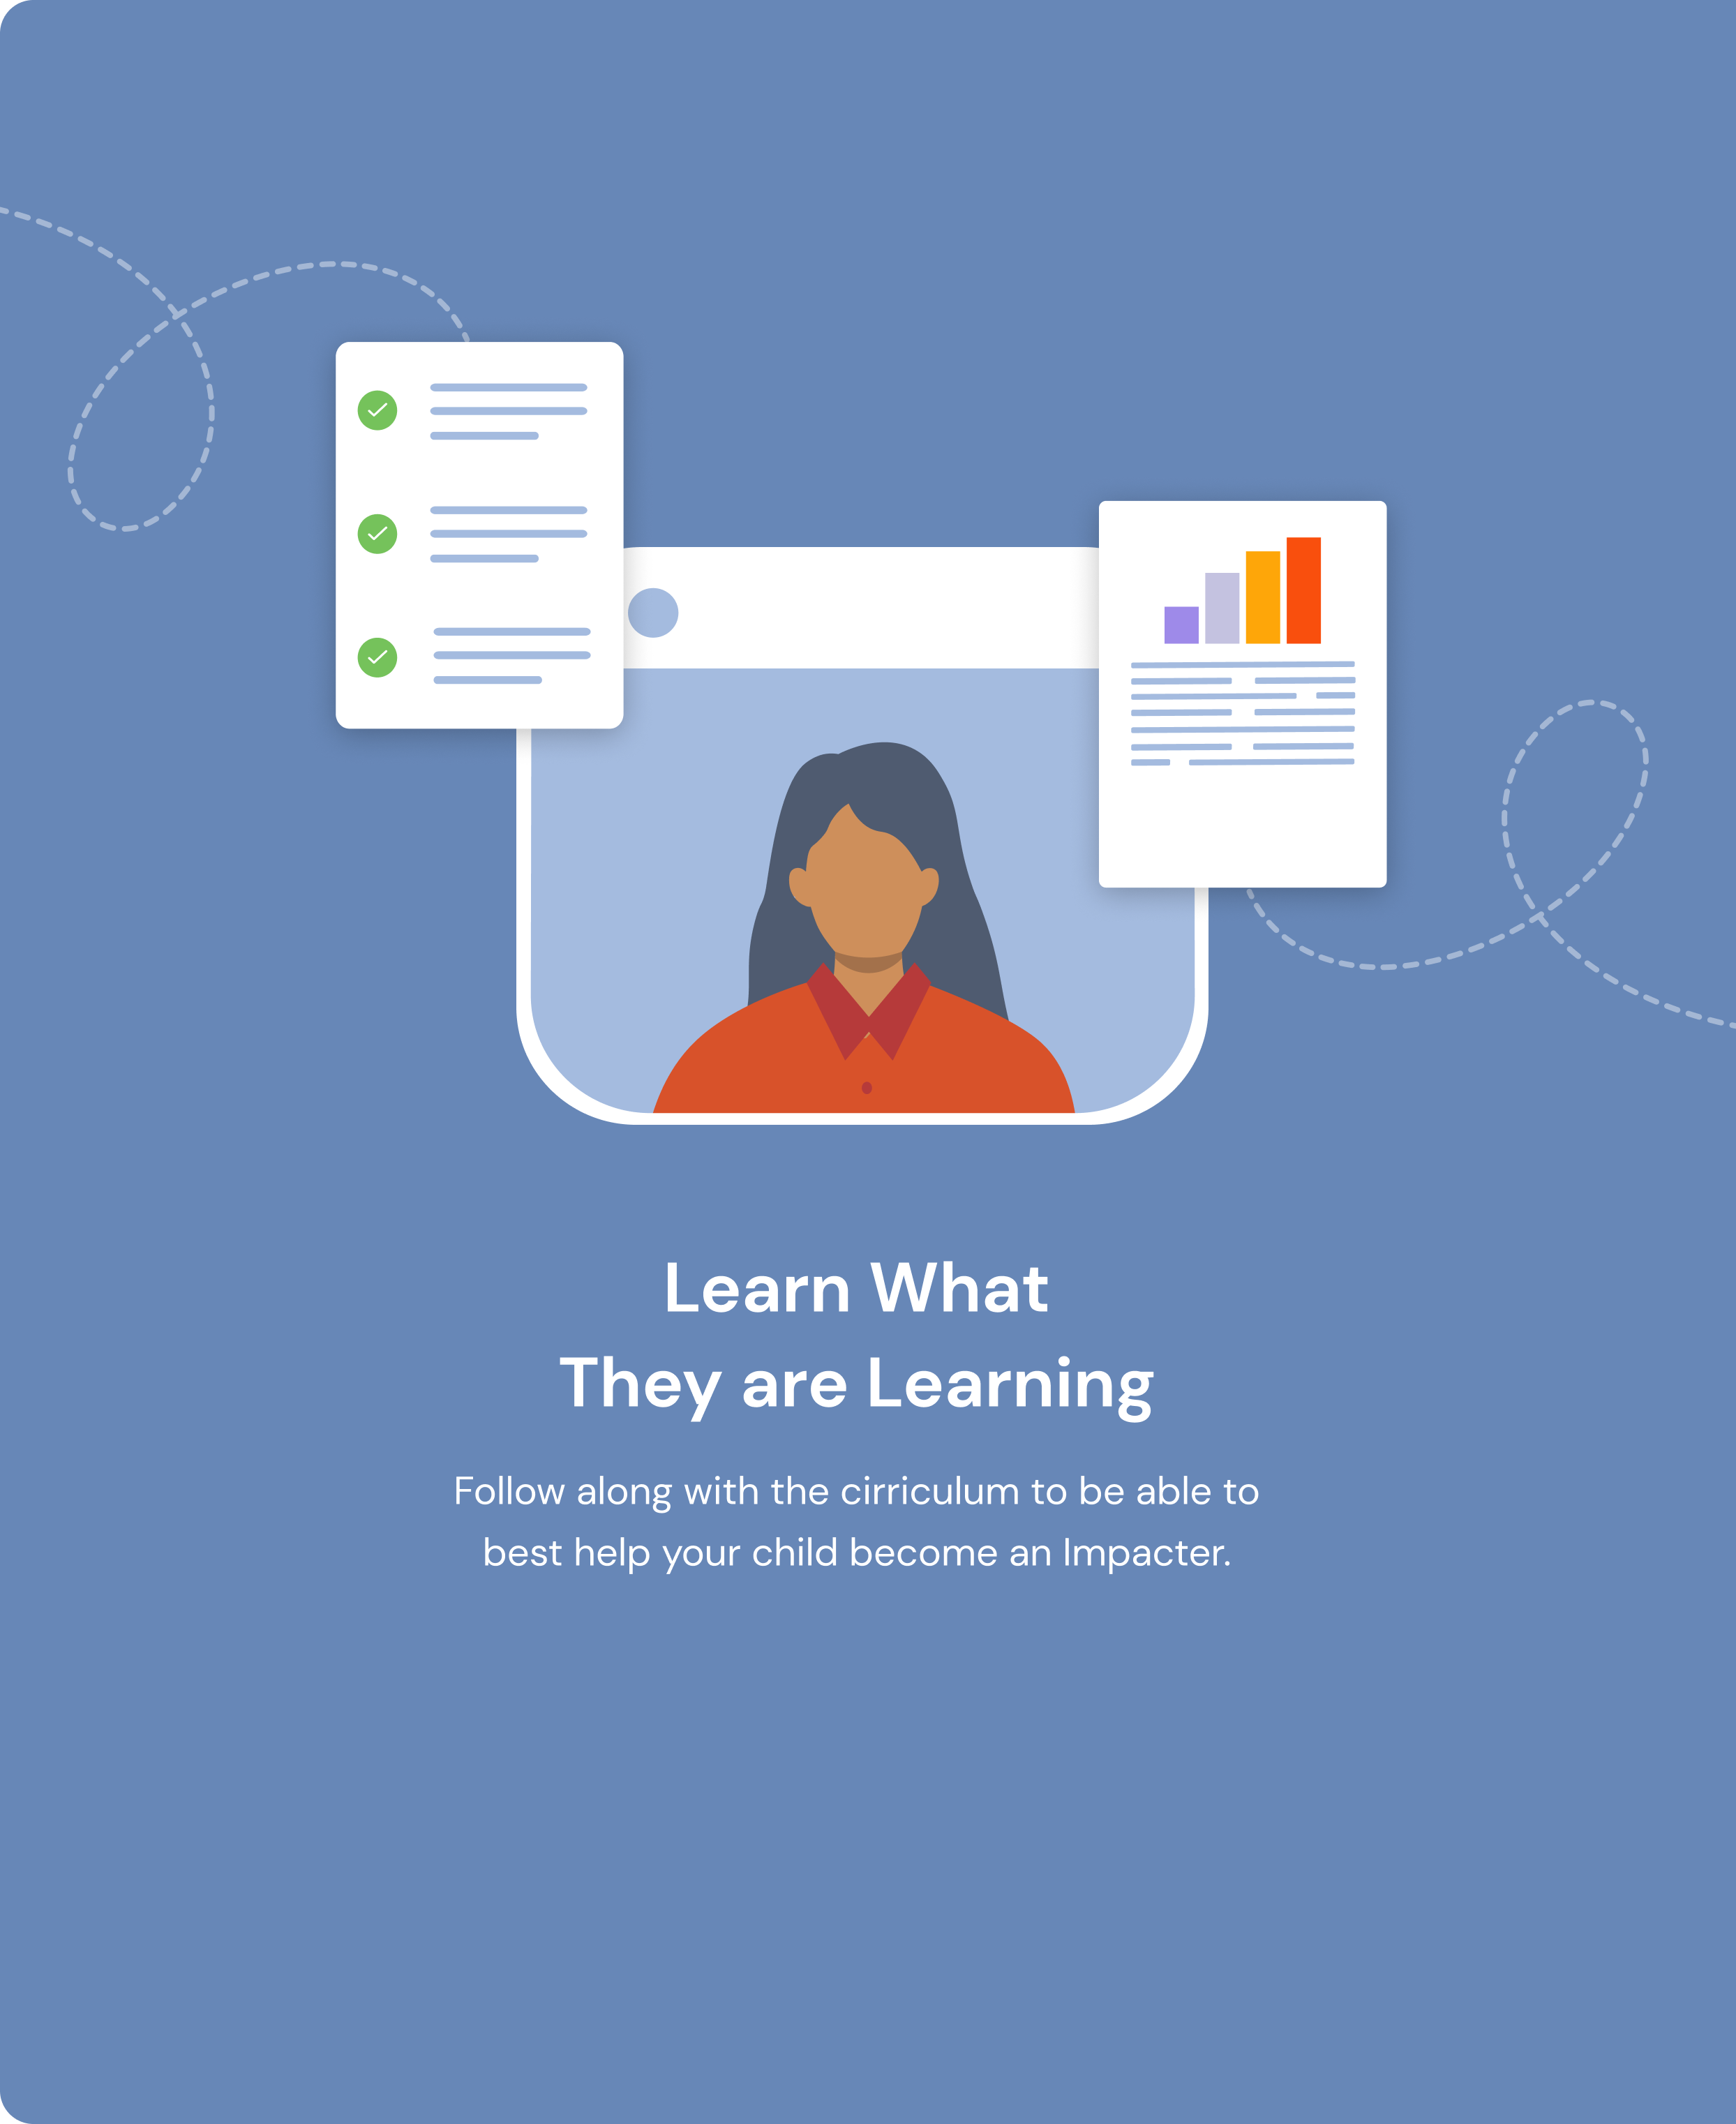 Learn What
They are Learning
Follow along with the cirriculum to be able to
best help your child become an Impacter.